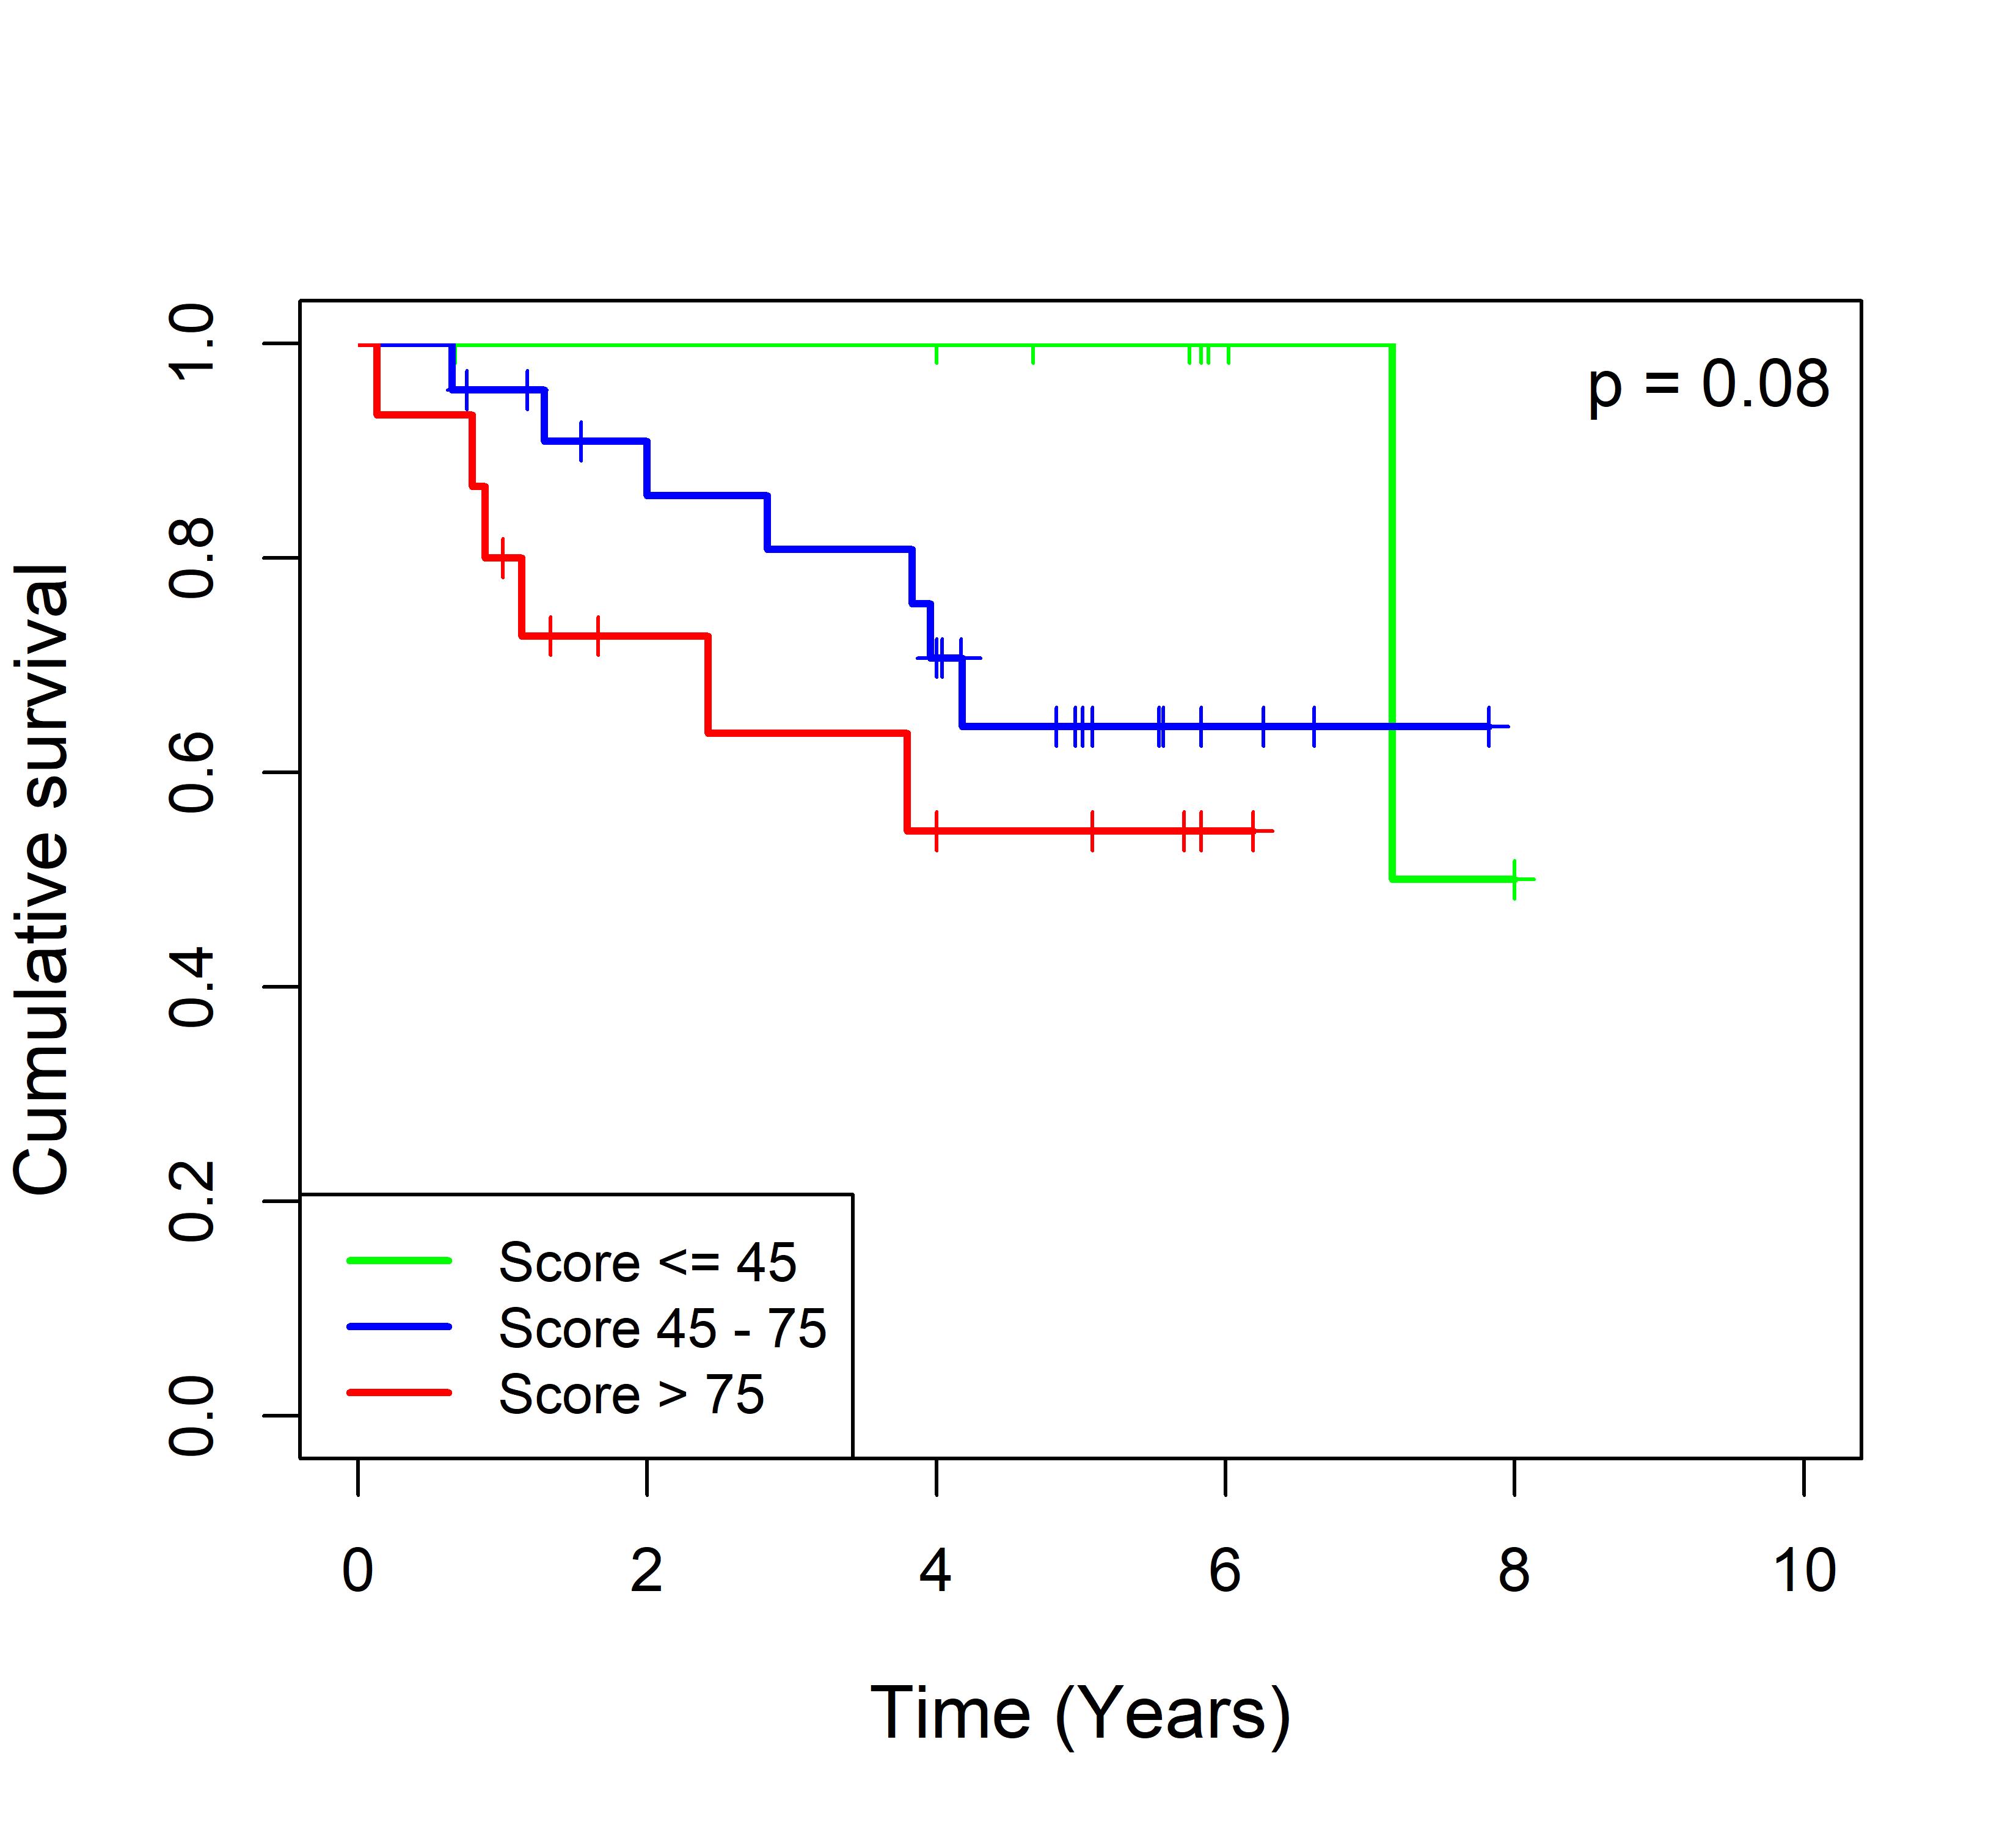 p = 0.08
Cumulative survival
1.0
0.8
0.6
0.4
0.2
0.0
Score <= 45
Score 45 - 75
Score > 75
0 2 4 6 8 10
Time (Years)